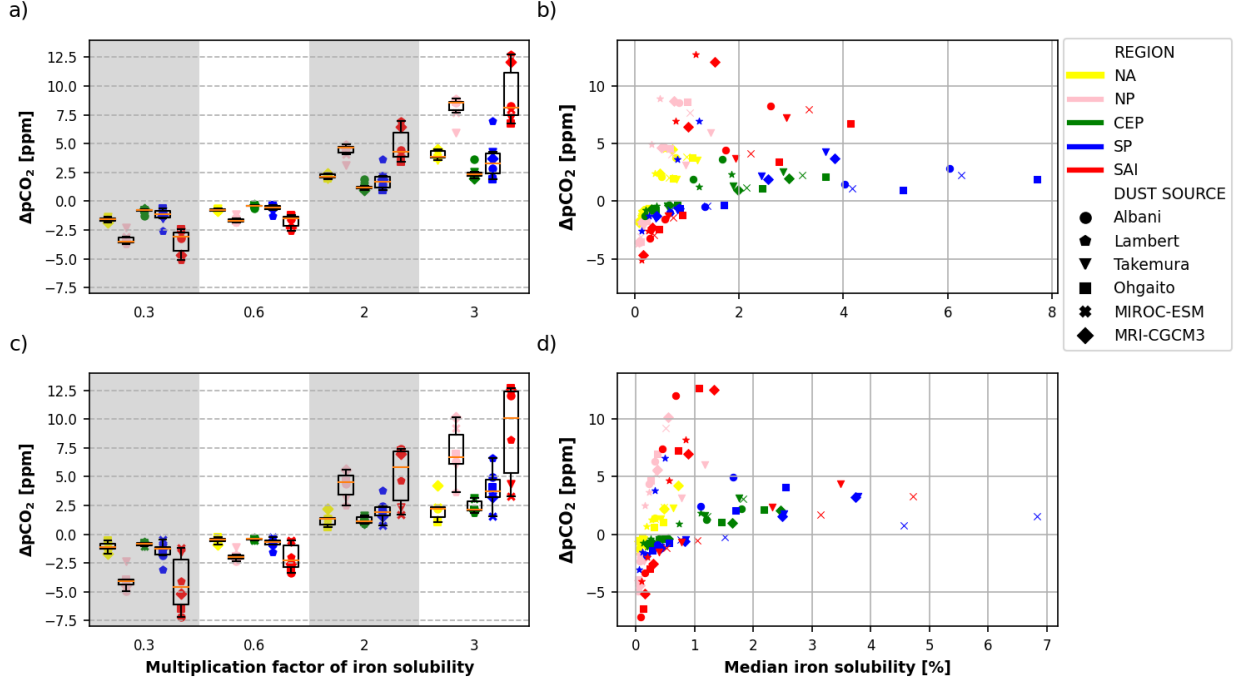 a)
ΔpCO₂ [ppm]
12.5
10.0
7.5
5.0
2.5
0.0
−2.5
−5.0
−7.5
0.3
0.6
2
3
b)
ΔpCO₂ [ppm]
10
5
0
−5
0
2
4
6
8
REGION
NA
NP
CEP
SP
SAI
DUST SOURCE
Albani
Lambert
Takemura
Ohgaito
MIROC-ESM
MRI-CGCM3
c)
ΔpCO₂ [ppm]
12.5
10.0
7.5
5.0
2.5
0.0
−2.5
−5.0
−7.5
0.3
0.6
2
3
Multiplication factor of iron solubility
d)
ΔpCO₂ [ppm]
10
5
0
−5
0
1
2
3
4
5
6
7
Median iron solubility [%]